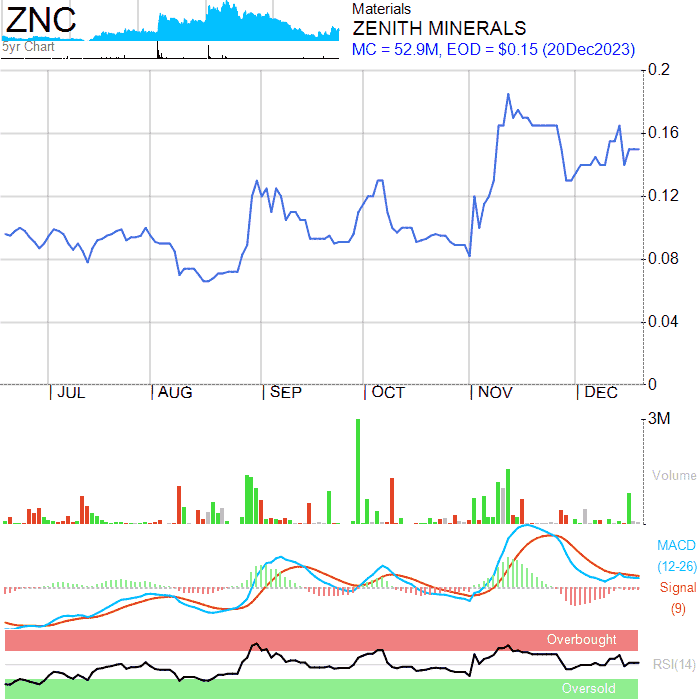 ZNC
5yr Chart
Materials
ZENITH MINERALS
MC = 52.9M, EOD = $0.15 (20Dec2023)
0.2
0.16
0.12
0.08
0.04
0
JUL AUG SEP OCT NOV DEC
3M
Volume
MACD
(12-26)
Signal
(9)
Overbought
RSI(14)
Oversold